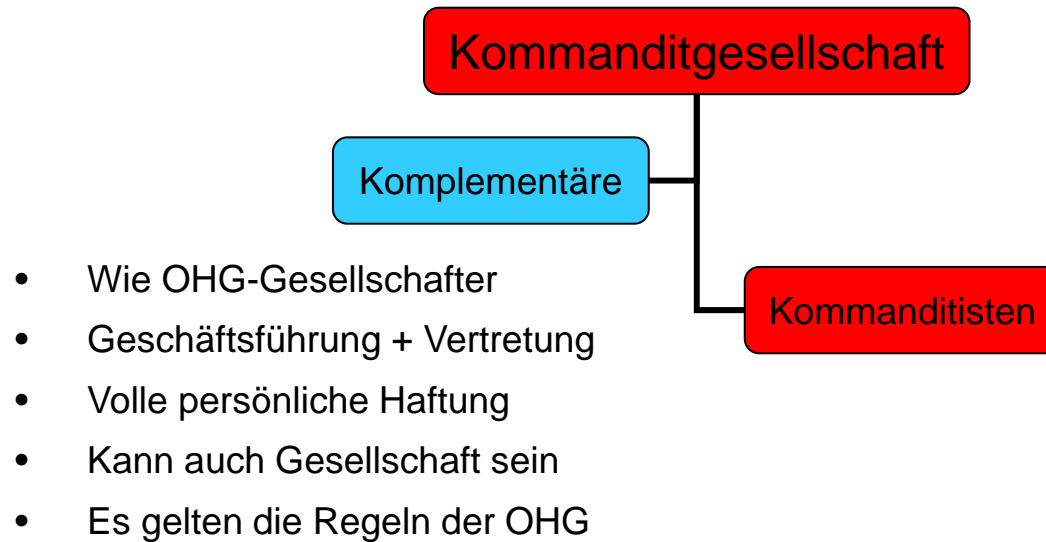 Kommanditgesellschaft
Komplementäre
Kommanditisten
• Wie OHG-Gesellschafter
• Geschäftsführung + Vertretung
• Volle persönliche Haftung
• Kann auch Gesellschaft sein
• Es gelten die Regeln der OHG